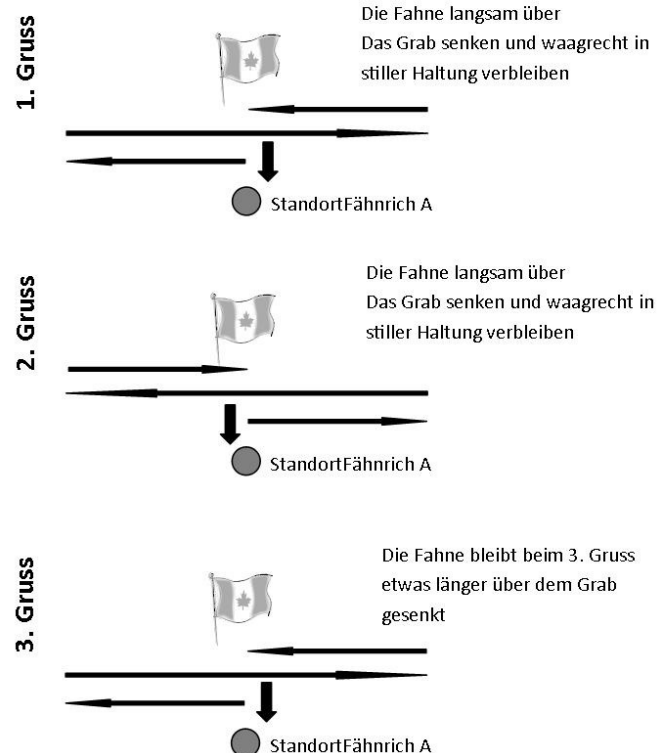 1. Gruss
Die Fahne langsam über
Das Grab senken und waagrecht in
stiller Haltung verbleiben
StandortFähnrich A
2. Gruss
Die Fahne langsam über
Das Grab senken und waagrecht in
stiller Haltung verbleiben
StandortFähnrich A
3. Gruss
Die Fahne bleibt beim 3. Gruss
etwas länger über dem Grab
gesenkt
StandortFähnrich A